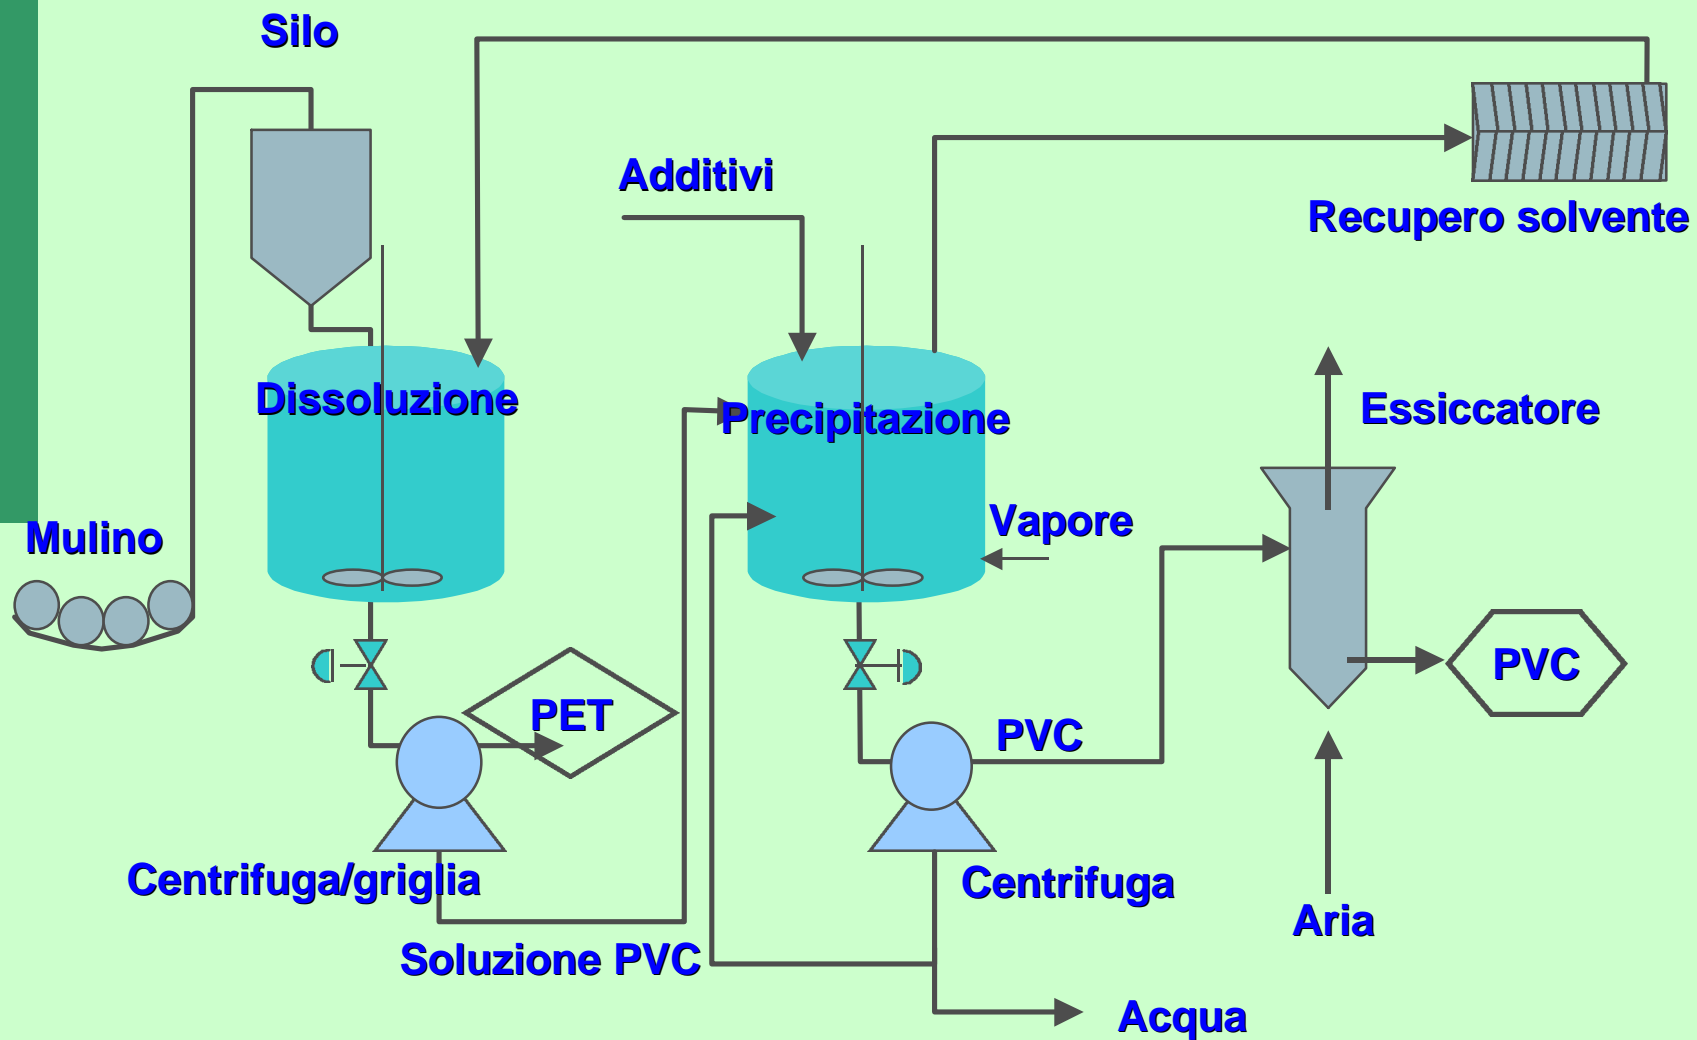 Silo
Additivi
Recupero solvente
Dissoluzione
Precipitazione
Essiccatore
Mulino
Vapore
PVC
PET
PVC
Centrifuga/griglia
Centrifuga
Aria
Soluzione PVC
Acqua